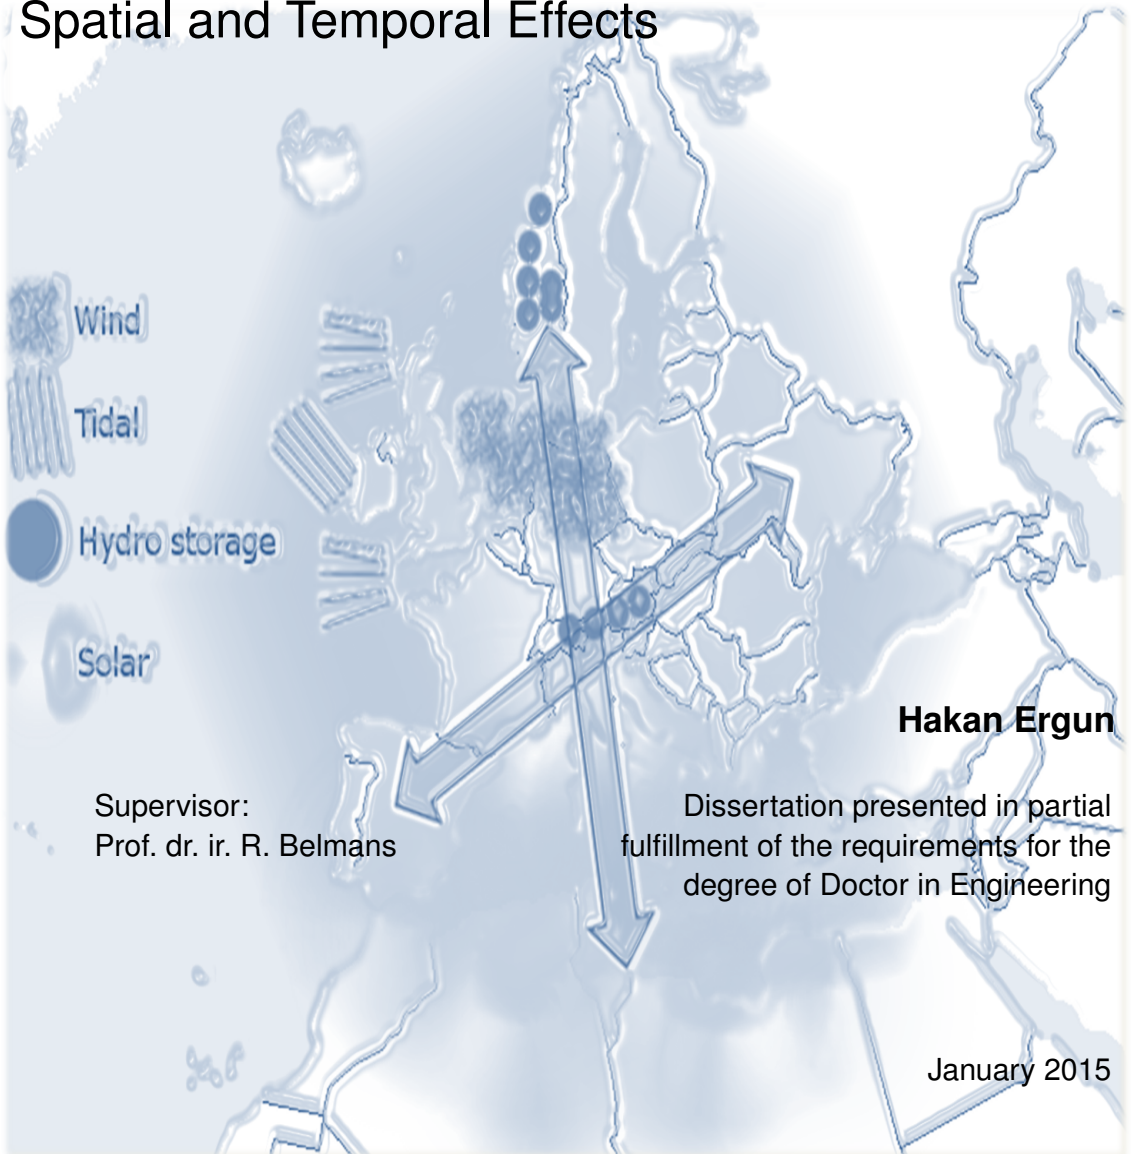 Spatial and Temporal Effects
Wind
Tidal
Hydro storage
Solar
Hakan Ergun
Supervisor:
Prof. dr. ir. R. Belmans
Dissertation presented in partial
fulfillment of the requirements for the
degree of Doctor in Engineering
January 2015